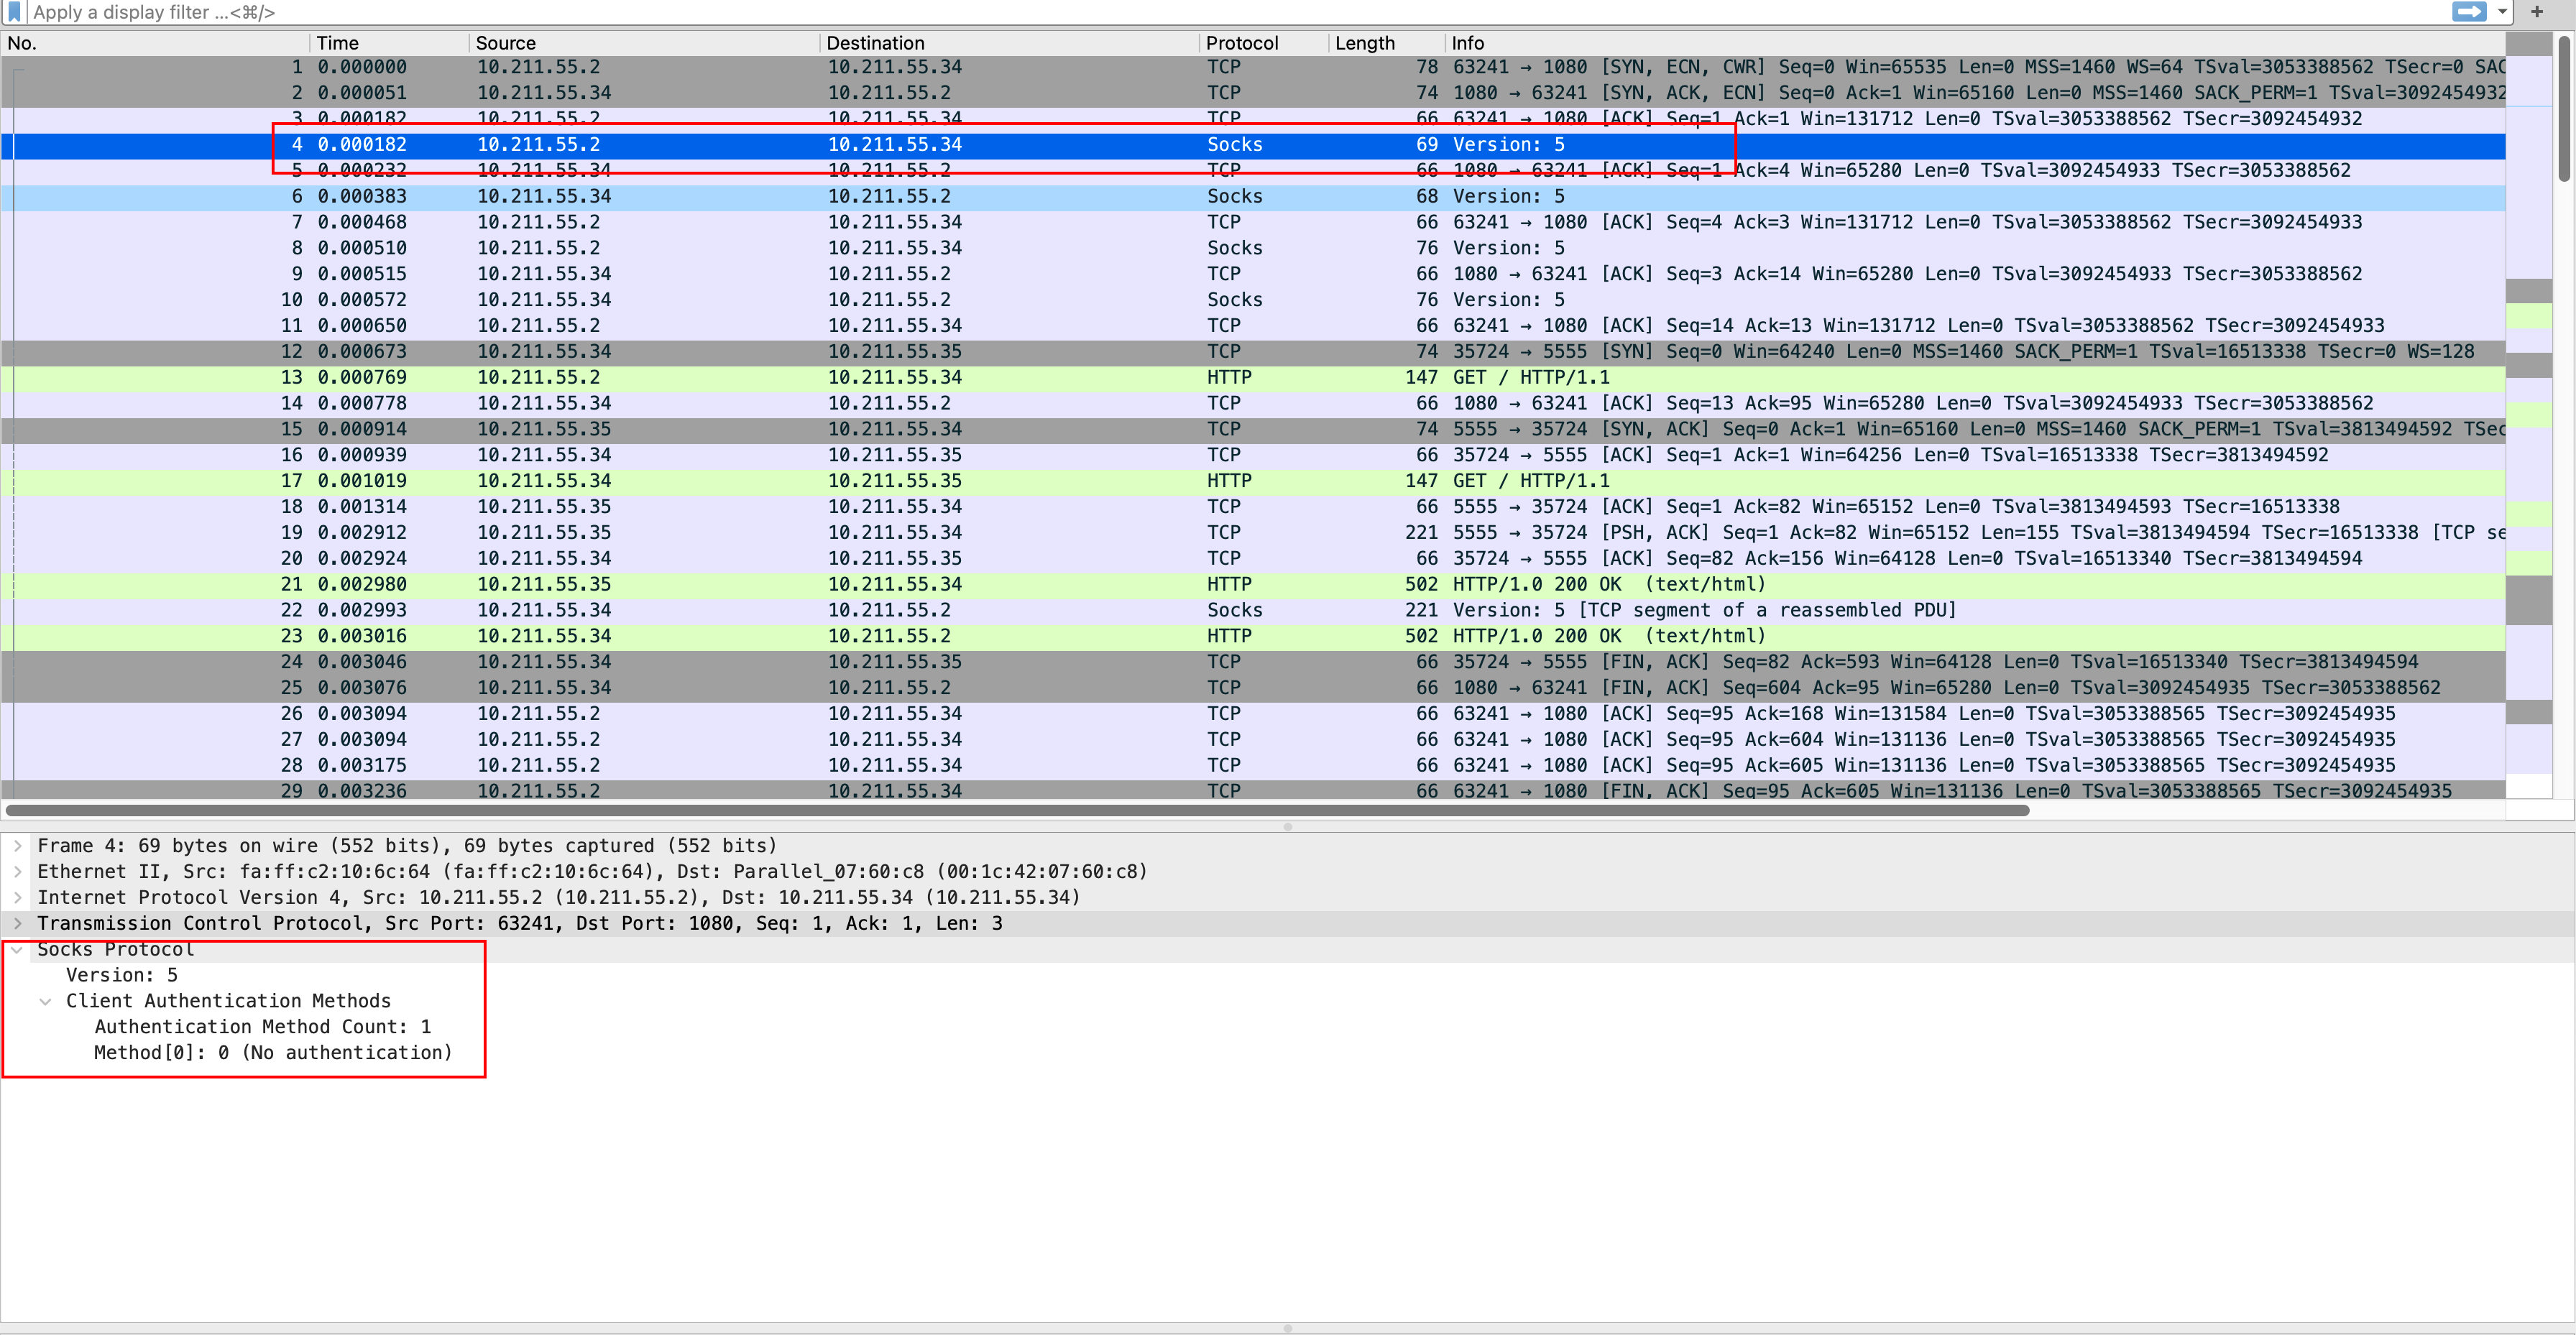 Apply a display filter ...<⌘/>
No. Time Source Destination Protocol Length Info
1 0.000000 10.211.55.2 10.211.55.34 TCP 78 63241 → 1080 [SYN, ECN, CWR] Seq=0 Win=65535 Len=0 MSS=1460 WS=64 TSval=3053388562 TSecr=0 SAC
2 0.000051 10.211.55.34 10.211.55.2 TCP 74 1080 → 63241 [SYN, ACK, ECN] Seq=0 Ack=1 Win=65160 Len=0 MSS=1460 SACK_PERM=1 TSval=3092454932
3 0.000182 10.211.55.2 10.211.55.34 TCP 66 63241 → 1080 [ACK] Seq=1 Ack=1 Win=131712 Len=0 TSval=3053388562 TSecr=3092454932
4 0.000182 10.211.55.2 10.211.55.34 Socks 69 Version: 5
5 0.000232 10.211.55.34 10.211.55.2 TCP 66 1080 → 63241 [ACK] Seq=1 Ack=4 Win=65280 Len=0 TSval=3092454933 TSecr=3053388562
6 0.000383 10.211.55.34 10.211.55.2 Socks 68 Version: 5
7 0.000468 10.211.55.2 10.211.55.34 TCP 66 63241 → 1080 [ACK] Seq=4 Ack=3 Win=131712 Len=0 TSval=3053388562 TSecr=3092454933
8 0.000510 10.211.55.2 10.211.55.34 Socks 76 Version: 5
9 0.000515 10.211.55.34 10.211.55.2 TCP 66 1080 → 63241 [ACK] Seq=3 Ack=14 Win=65280 Len=0 TSval=3092454933 TSecr=3053388562
10 0.000572 10.211.55.34 10.211.55.2 Socks 76 Version: 5
11 0.000650 10.211.55.2 10.211.55.34 TCP 66 63241 → 1080 [ACK] Seq=14 Ack=13 Win=131712 Len=0 TSval=3053388562 TSecr=3092454933
12 0.000673 10.211.55.34 10.211.55.35 TCP 74 35724 → 5555 [SYN] Seq=0 Win=64240 Len=0 MSS=1460 SACK_PERM=1 TSval=16513338 TSecr=0 WS=128
13 0.000769 10.211.55.2 10.211.55.34 HTTP 147 GET / HTTP/1.1
14 0.000778 10.211.55.34 10.211.55.2 TCP 66 1080 → 63241 [ACK] Seq=13 Ack=95 Win=65280 Len=0 TSval=3092454933 TSecr=3053388562
15 0.000914 10.211.55.35 10.211.55.34 TCP 74 5555 → 35724 [SYN, ACK] Seq=0 Ack=1 Win=65160 Len=0 MSS=1460 SACK_PERM=1 TSval=3813494592 TSec
16 0.000939 10.211.55.34 10.211.55.35 TCP 66 35724 → 5555 [ACK] Seq=1 Ack=1 Win=64256 Len=0 TSval=16513338 TSecr=3813494592
17 0.001019 10.211.55.34 10.211.55.35 HTTP 147 GET / HTTP/1.1
18 0.001314 10.211.55.35 10.211.55.34 TCP 66 5555 → 35724 [ACK] Seq=1 Ack=82 Win=65152 Len=0 TSval=3813494593 TSecr=16513338
19 0.002912 10.211.55.35 10.211.55.34 TCP 221 5555 → 35724 [PSH, ACK] Seq=1 Ack=82 Win=65152 Len=155 TSval=3813494594 TSecr=16513338 [TCP se
20 0.002924 10.211.55.34 10.211.55.35 TCP 66 35724 → 5555 [ACK] Seq=82 Ack=156 Win=64128 Len=0 TSval=16513340 TSecr=3813494594
21 0.002980 10.211.55.35 10.211.55.34 HTTP 502 HTTP/1.0 200 OK (text/html)
22 0.002993 10.211.55.34 10.211.55.2 Socks 221 Version: 5 [TCP segment of a reassembled PDU]
23 0.003016 10.211.55.34 10.211.55.2 HTTP 502 HTTP/1.0 200 OK (text/html)
24 0.003046 10.211.55.34 10.211.55.35 TCP 66 35724 → 5555 [FIN, ACK] Seq=82 Ack=593 Win=64128 Len=0 TSval=16513340 TSecr=3813494594
25 0.003076 10.211.55.34 10.211.55.2 TCP 66 1080 → 63241 [FIN, ACK] Seq=604 Ack=95 Win=65280 Len=0 TSval=3092454935 TSecr=3053388562
26 0.003094 10.211.55.2 10.211.55.34 TCP 66 63241 → 1080 [ACK] Seq=95 Ack=168 Win=131584 Len=0 TSval=3053388565 TSecr=3092454935
27 0.003094 10.211.55.2 10.211.55.34 TCP 66 63241 → 1080 [ACK] Seq=95 Ack=604 Win=131136 Len=0 TSval=3053388565 TSecr=3092454935
28 0.003175 10.211.55.2 10.211.55.34 TCP 66 63241 → 1080 [ACK] Seq=95 Ack=605 Win=131136 Len=0 TSval=3053388565 TSecr=3092454935
29 0.003236 10.211.55.2 10.211.55.34 TCP 66 63241 → 1080 [FIN, ACK] Seq=95 Ack=605 Win=131136 Len=0 TSval=3053388565 TSecr=3092454935
Frame 4: 69 bytes on wire (552 bits), 69 bytes captured (552 bits)
Ethernet II, Src: fa:ff:c2:10:6c:64 (fa:ff:c2:10:6c:64), Dst: Parallel_07:60:c8 (00:1c:42:07:60:c8)
Internet Protocol Version 4, Src: 10.211.55.2 (10.211.55.2), Dst: 10.211.55.34 (10.211.55.34)
Transmission Control Protocol, Src Port: 63241, Dst Port: 1080, Seq: 1, Ack: 1, Len: 3
Socks Protocol
Version: 5
Client Authentication Methods
Authentication Method Count: 1
Method[0]: 0 (No authentication)